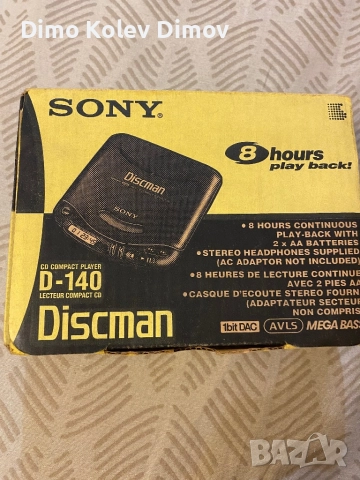 Dimo Kolev Dimov
SONY®
8 hours
play back!
Discman
SONY
• 8 HOURS CONTINUOUS
PLAY-BACK WITH
2 x AA BATTERIES
• STEREO HEADPHONES SUPPLIED
(AC ADAPTOR NOT INCLUDED)
• 8 HEURES DE LECTURE CONTINUE
AVEC 2 PIES AA
• CASQUE D'ECOUTE STEREO FOURNI
(ADAPTATEUR SECTEUR
NON COMPRIS
CD COMPACT PLAYER
D-140
LECTEUR COMPACT CD
Discman
1bit DAC
AVLS
MEGA BASS
bazar